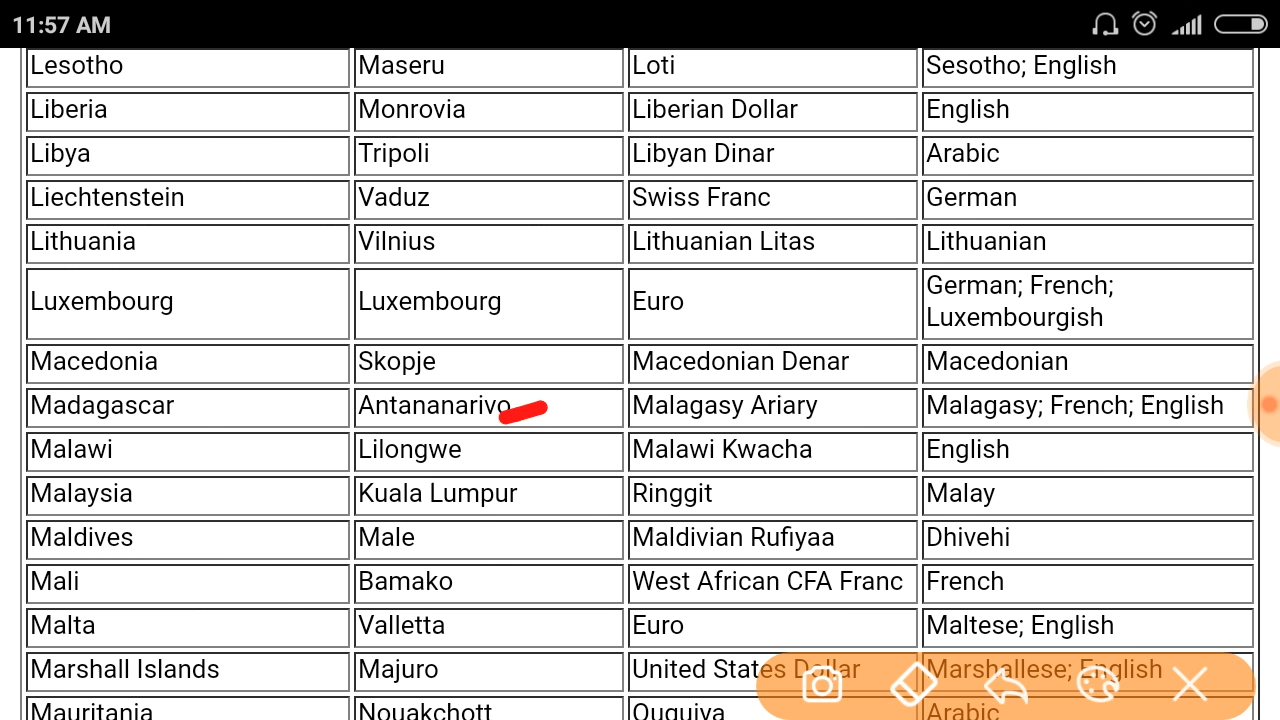 11:57 AM
Lesotho Maseru Loti Sesotho; English
Liberia Monrovia Liberian Dollar English
Libya Tripoli Libyan Dinar Arabic
Liechtenstein Vaduz Swiss Franc German
Lithuania Vilnius Lithuanian Litas Lithuanian
Luxembourg Luxembourg Euro German; French;
Luxembourgish
Macedonia Skopje Macedonian Denar Macedonian
Madagascar Antananarivo Malagasy Ariary Malagasy; French; English
Malawi Lilongwe Malawi Kwacha English
Malaysia Kuala Lumpur Ringgit Malay
Maldives Male Maldivian Rufiyaa Dhivehi
Mali Bamako West African CFA Franc French
Malta Valletta Euro Maltese; English
Marshall Islands Majuro United States Dollar Marshallese; English
Mauritania Nouakchott Ouguiya Arabic